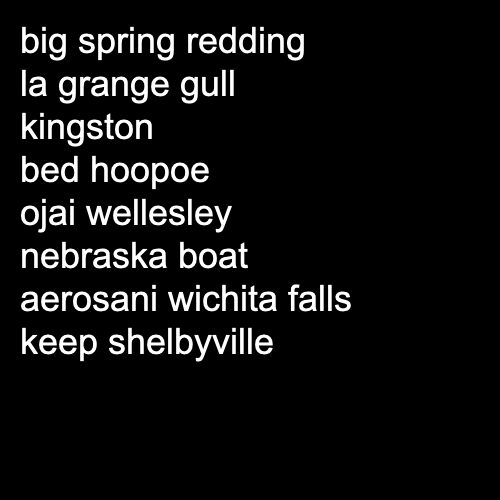 big spring redding
la grange gull
kingston
bed hoopoe
ojai wellesley
nebraska boat
aerosani wichita falls
keep shelbyville